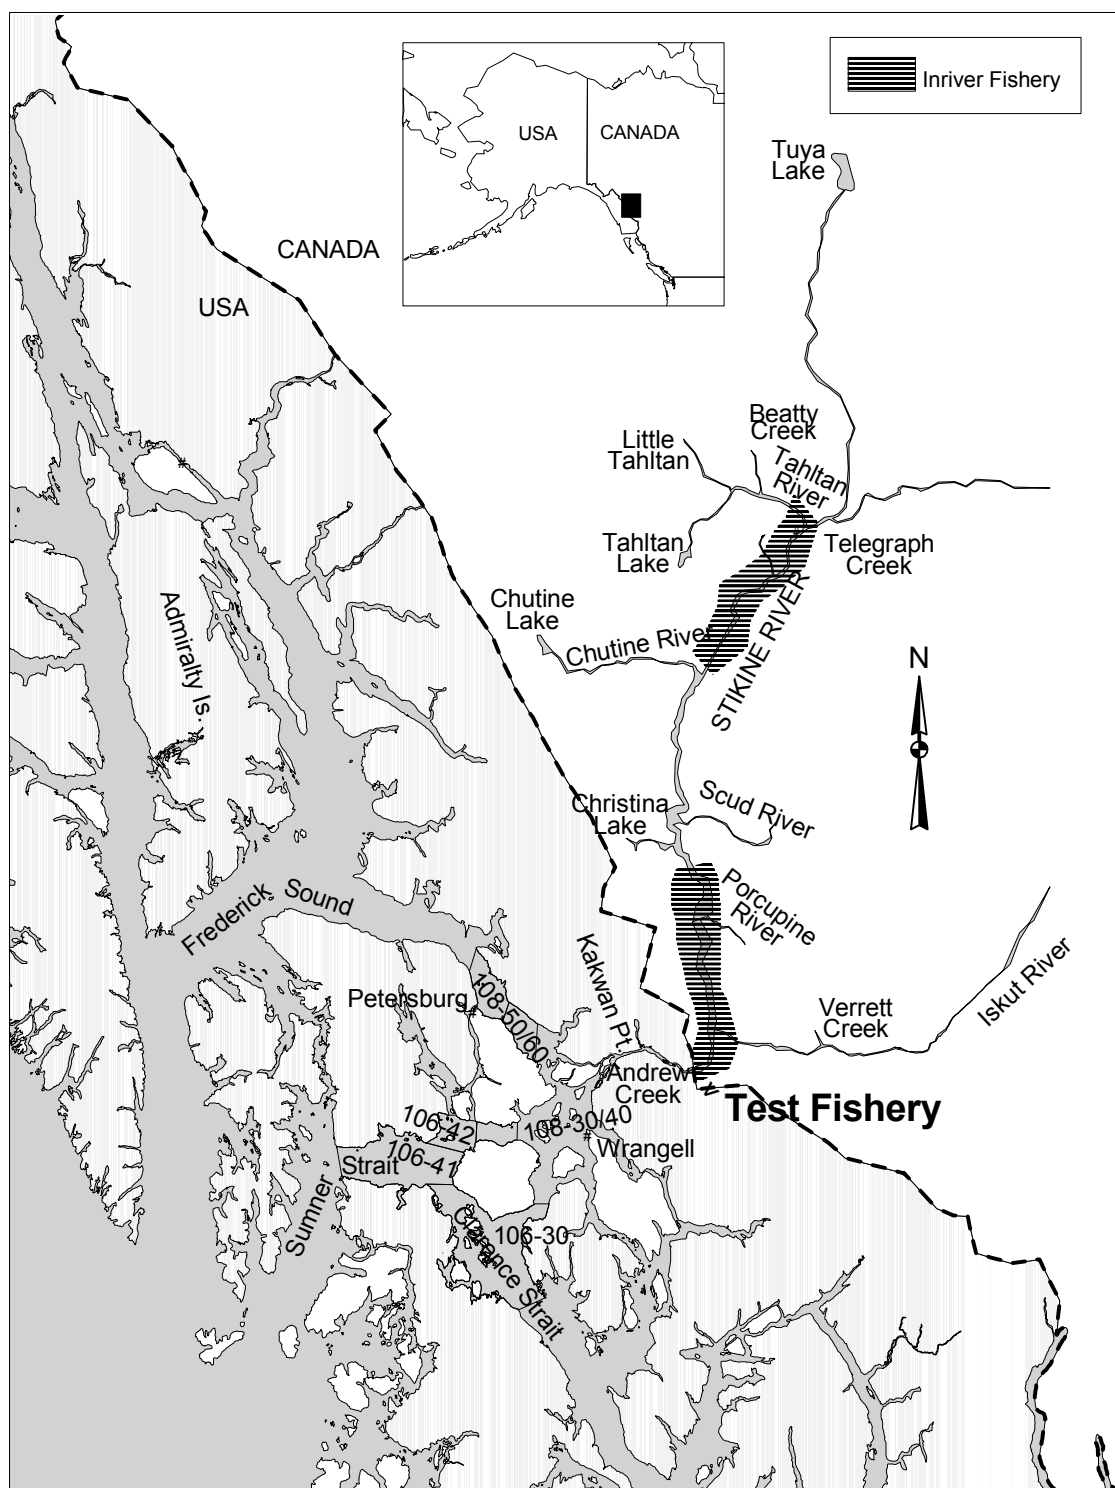 Inriver Fishery
USA
CANADA
Tuya
Lake
CANADA
USA
Beatty
Creek
Little
Tahltan
Tahltan
River
Tahltan
Lake
Telegraph
Creek
Chutine
Lake
Chutine River
STIKINE RIVER
Admiralty Is.
N
Christina
Lake
Scud River
Frederick
Sound
Porcupine
River
Kakwan Pt.
Petersburg
108-50/60
Verrett
Creek
Iskut River
Andrew
Creek
Test Fishery
106-42
108-30/40
106-41
Strait
Wrangell
Sumner
106-30
Clarence Strait